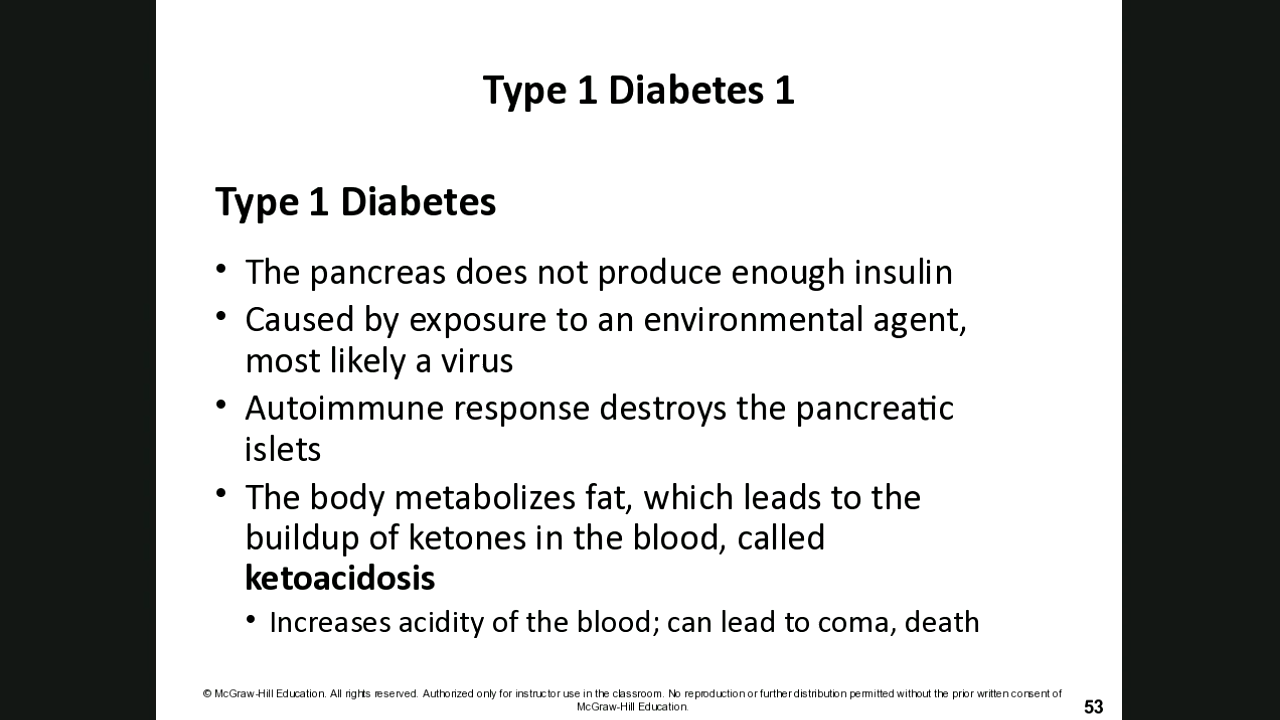 Type 1 Diabetes 1
Type 1 Diabetes
• The pancreas does not produce enough insulin
• Caused by exposure to an environmental agent,
most likely a virus
• Autoimmune response destroys the pancreatic
islets
• The body metabolizes fat, which leads to the
buildup of ketones in the blood, called
ketoacidosis
• Increases acidity of the blood; can lead to coma, death
© McGraw-Hill Education. All rights reserved. Authorized only for instructor use in the classroom. No reproduction or further distribution permitted without the prior written consent of
McGraw-Hill Education.
53